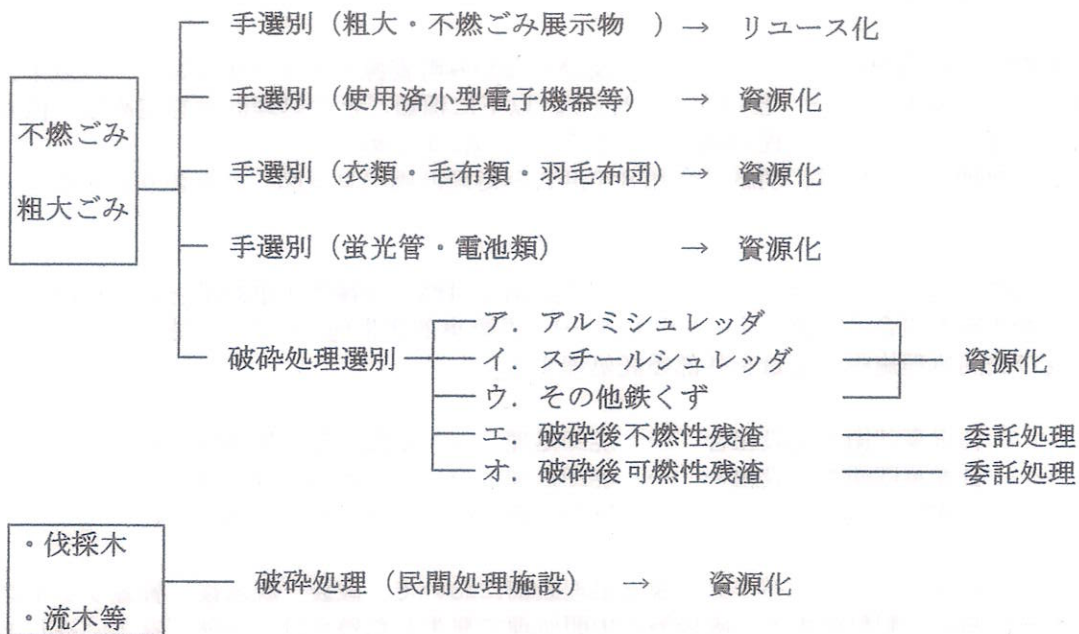 手選別（粗大・不燃ごみ展示物　）→　リユース化
不燃ごみ
粗大ごみ
手選別（使用済小型電子機器等）　→　資源化
手選別（衣類・毛布類・羽毛布団）→　資源化
手選別（蛍光管・電池類）　→　資源化
破砕処理選別
ア．アルミシュレッダ
イ．スチールシュレッダ
ウ．その他鉄くず
資源化
エ．破砕後不燃性残渣　委託処理
オ．破砕後可燃性残渣　委託処理
・伐採木
・流木等
破砕処理（民間処理施設）　→　資源化